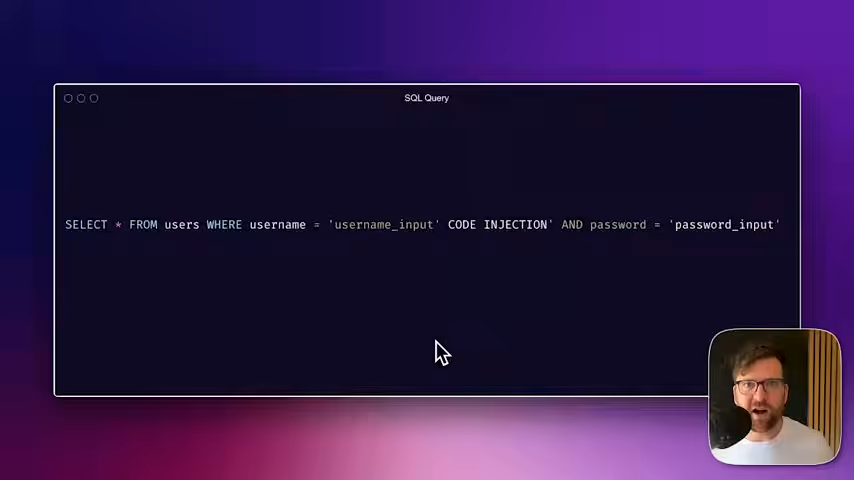 SQL Query
SELECT * FROM users WHERE username = 'username_input' CODE INJECTION' AND password = 'password_input'